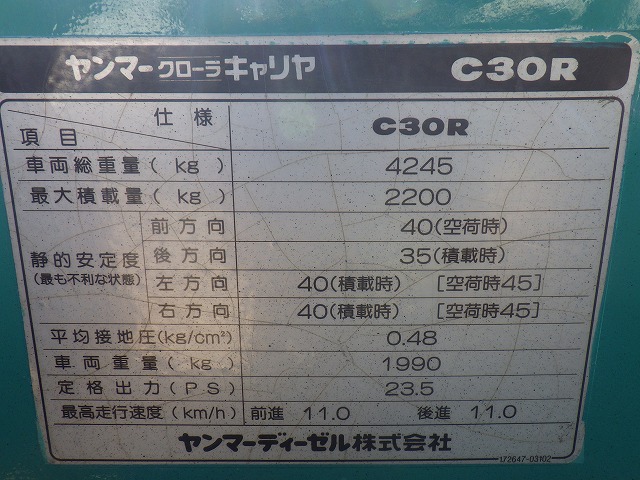 ヤンマークローラキャリヤ C30R
仕様
項目
C30R
車両総重量(kg) 4245
最大積載量(kg) 2200
静的安定度
(最も不利な状態)
前方向 40(空荷時)
後方向 35(積載時)
左方向 40(積載時) [空荷時45]
右方向 40(積載時) [空荷時45]
平均接地圧(kg/cm²) 0.48
車両重量(kg) 1990
定格出力(PS) 23.5
最高走行速度(km/h) 前進 11.0 後進 11.0
ヤンマーディーゼル株式会社
172647-03102